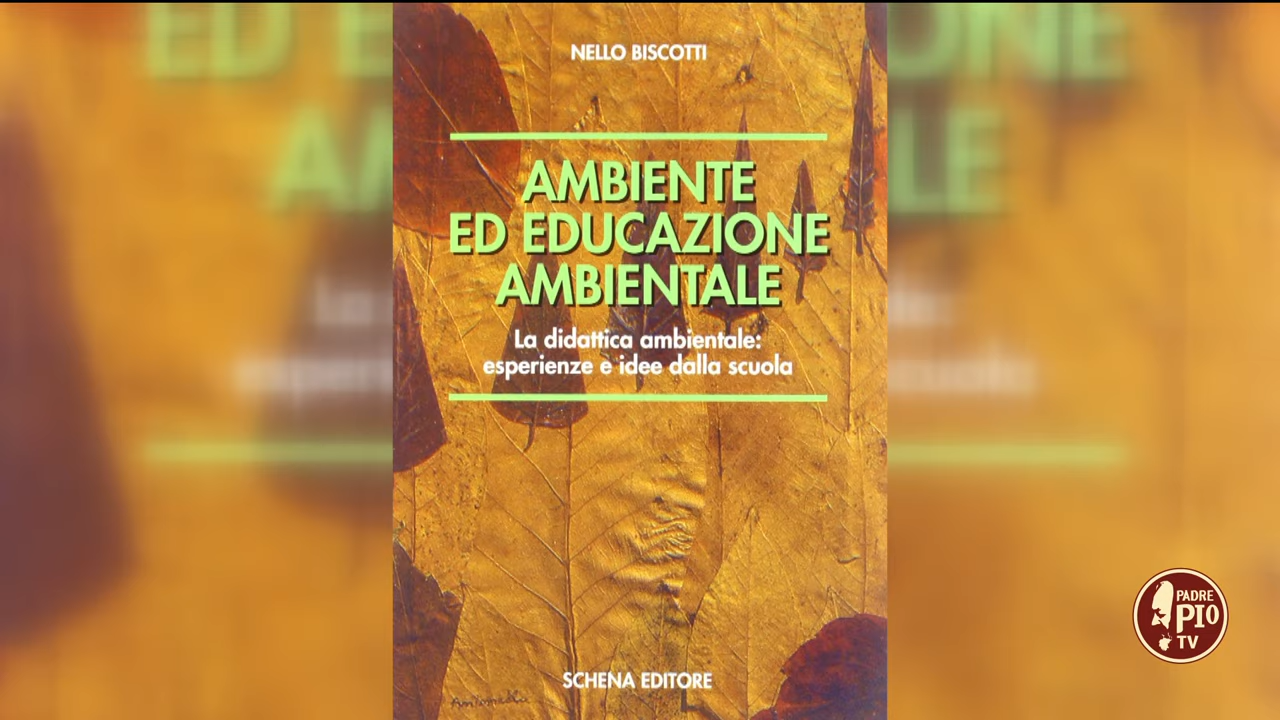 NELLO BISCOTTI
AMBIENTE
ED EDUCAZIONE
AMBIENTALE
La didattica ambientale:
esperienze e idee dalla scuola
SCHENA EDITORE
PADRE
PIO
TV